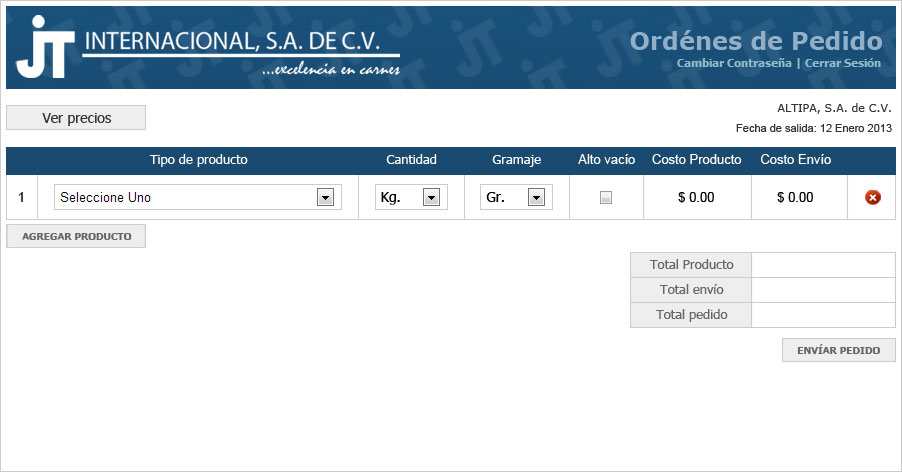 JT INTERNACIONAL, S.A. DE C.V.
...excelencia en carnes
Ordénes de Pedido
Cambiar Contraseña | Cerrar Sesión
Ver precios
ALTIPA, S.A. de C.V.
Fecha de salida: 12 Enero 2013
Tipo de producto Cantidad Gramaje Alto vacío Costo Producto Costo Envío
1 Seleccione Uno Kg. Gr. $ 0.00 $ 0.00
AGREGAR PRODUCTO
Total Producto
Total envío
Total pedido
ENVÍAR PEDIDO